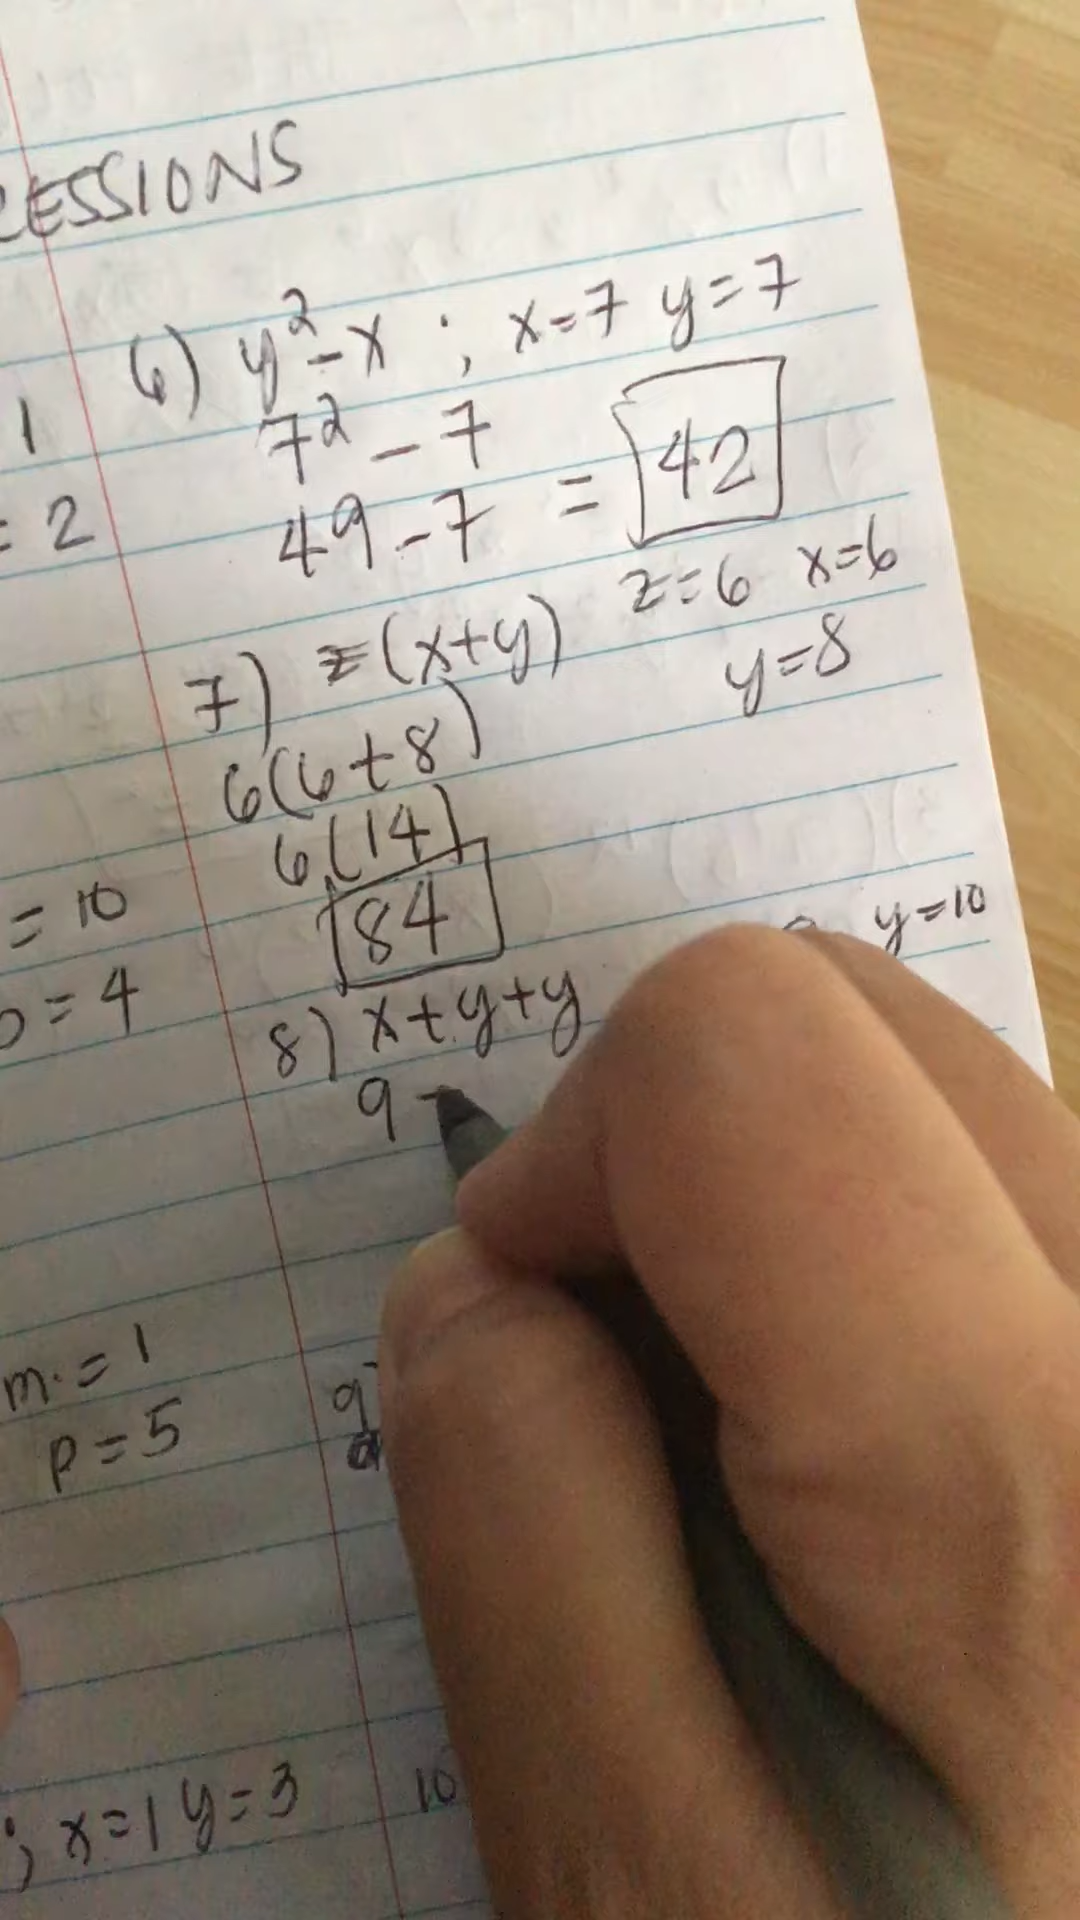 ESSIONS
1
= 2
= 10
= 4
m. = 1
p = 5
; x=1 y=3
6) y² - x ; x=7 y=7
7² - 7
49 - 7 = 42
7) z(x+y) z=6 x=6
y=8
6(6+8)
6(14)
84
8) x+y+y y=10
9
9
10